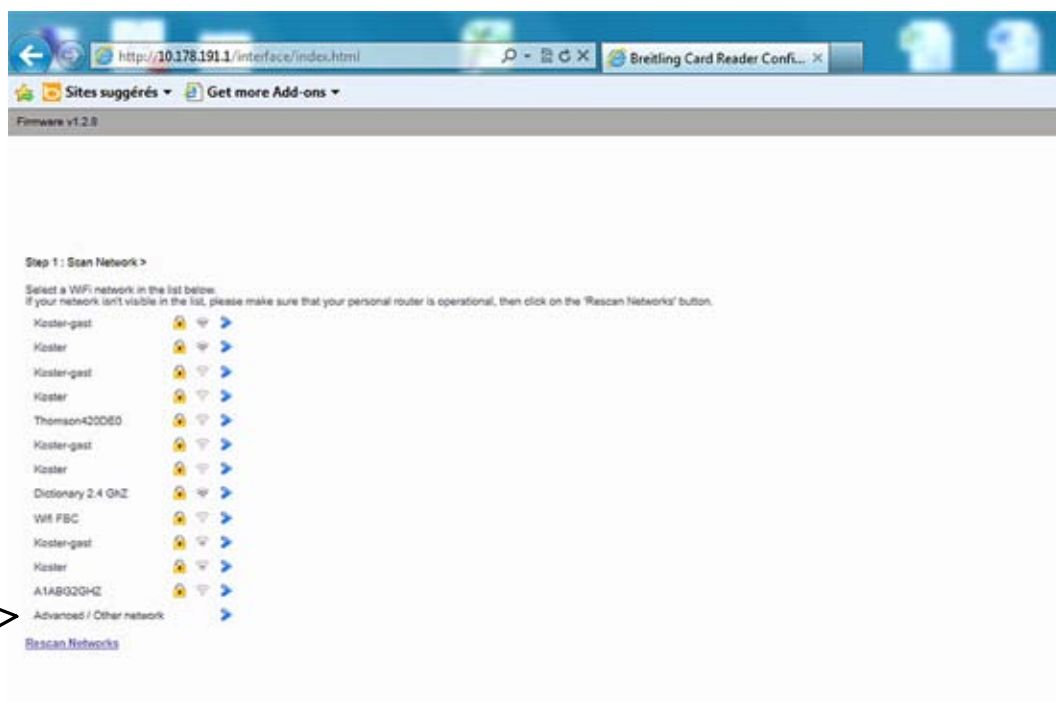 http://10.178.191.1/interface/index.html
Breitling Card Reader Confi...
Sites suggérés
Get more Add-ons
Firmware v1.2.8
Step 1 : Scan Network >
Select a WiFi network in the list below.
If your network isn't visible in the list, please make sure that your personal router is operational, then click on the 'Rescan Networks' button.
Koster-gast
Koster
Koster-gast
Koster
Thomson420DE0
Koster-gast
Koster
Dictionary 2.4 GhZ
Wifi FBC
Koster-gast
Koster
A1ABG2GHZ
Advanced / Other network
Rescan Networks